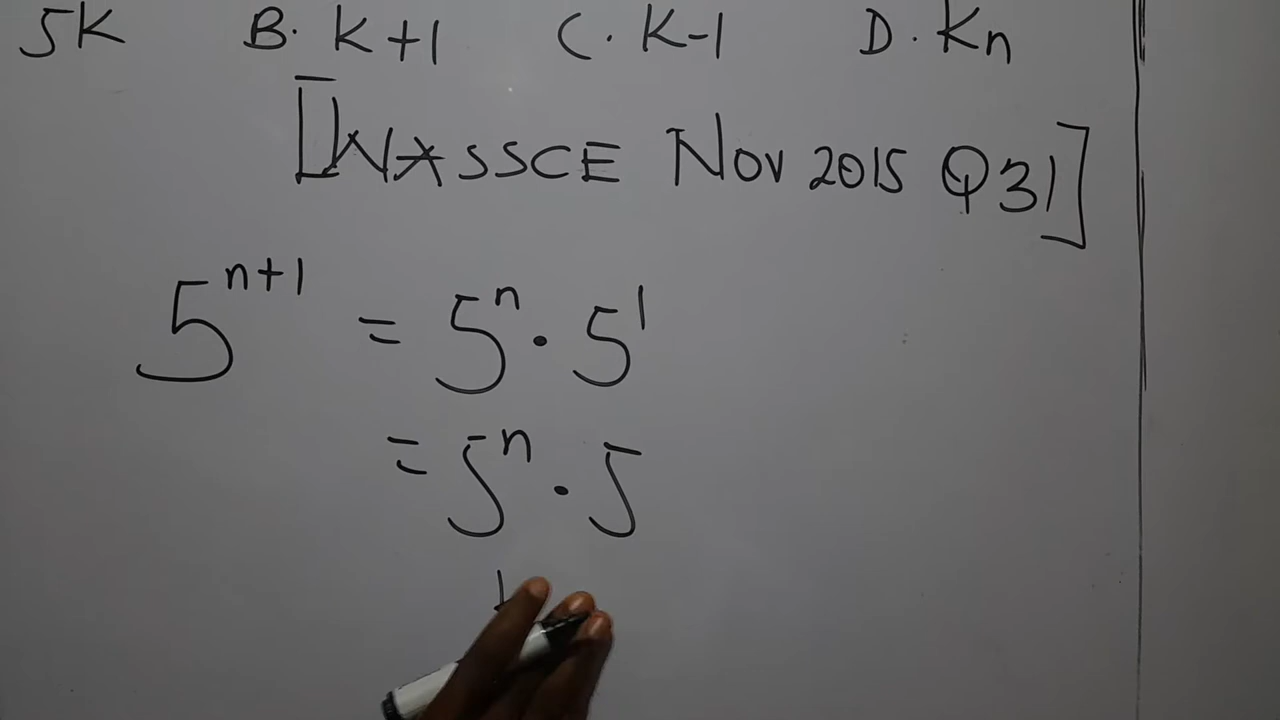 5K B. K+1 C. K-1 D. Kn
[WASSCE Nov 2015 Q31]
5^{n+1} = 5^n · 5^1
= 5^n · 5